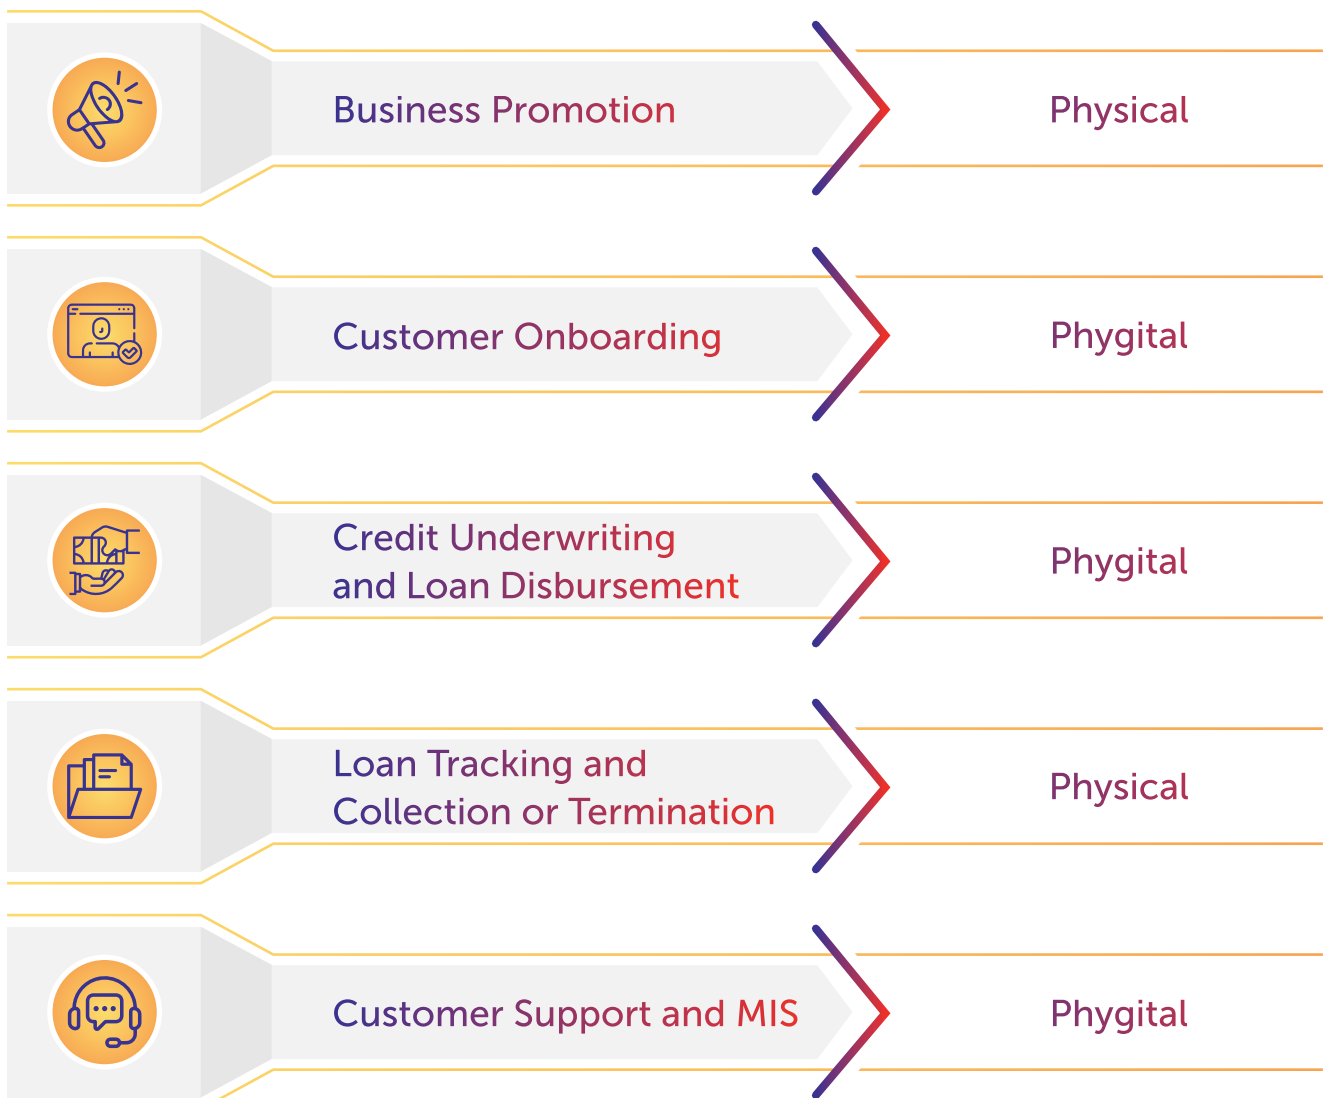 Business Promotion
Physical
Customer Onboarding
Phygital
Credit Underwriting
and Loan Disbursement
Phygital
Loan Tracking and
Collection or Termination
Physical
Customer Support and MIS
Phygital